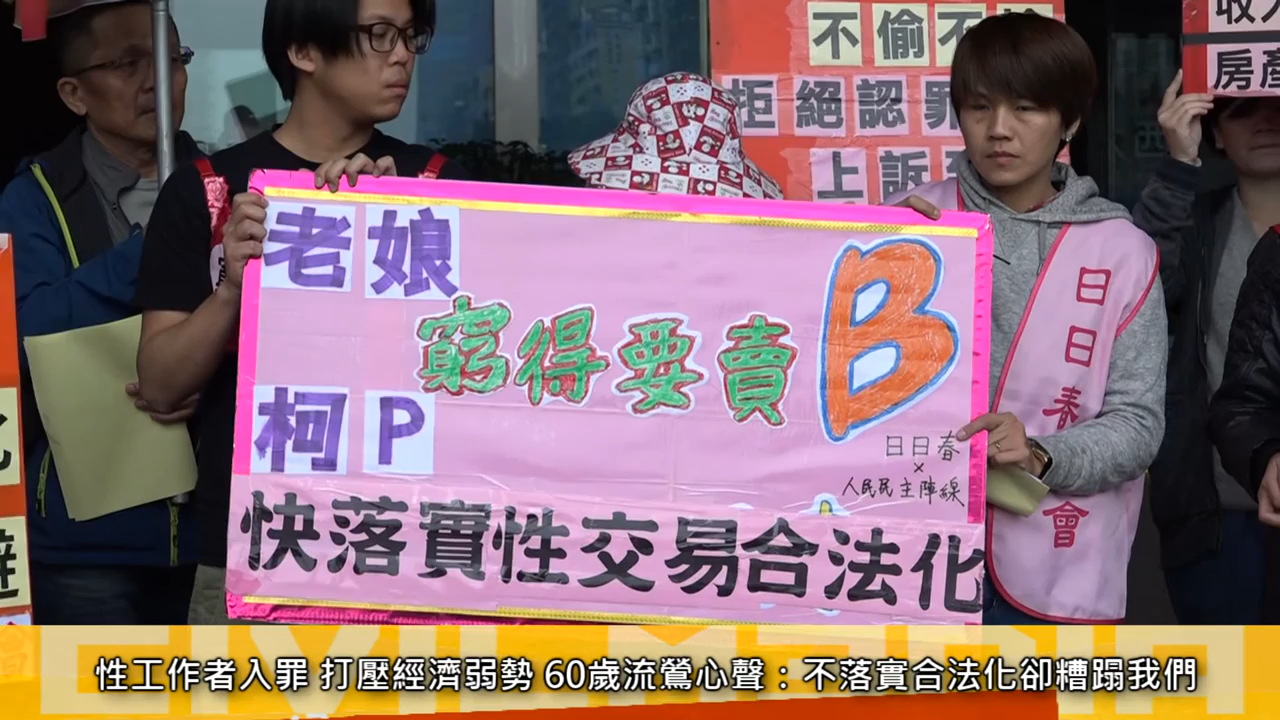 不偷不
收
房產
拒絕認罪
上訴
老娘
窮得要賣B
柯P
日日春
×
人民民主陣線
快落實性交易合法化
日日春
會
性工作者入罪 打壓經濟弱勢 60歲流鶯心聲：不落實合法化卻糟蹋我們